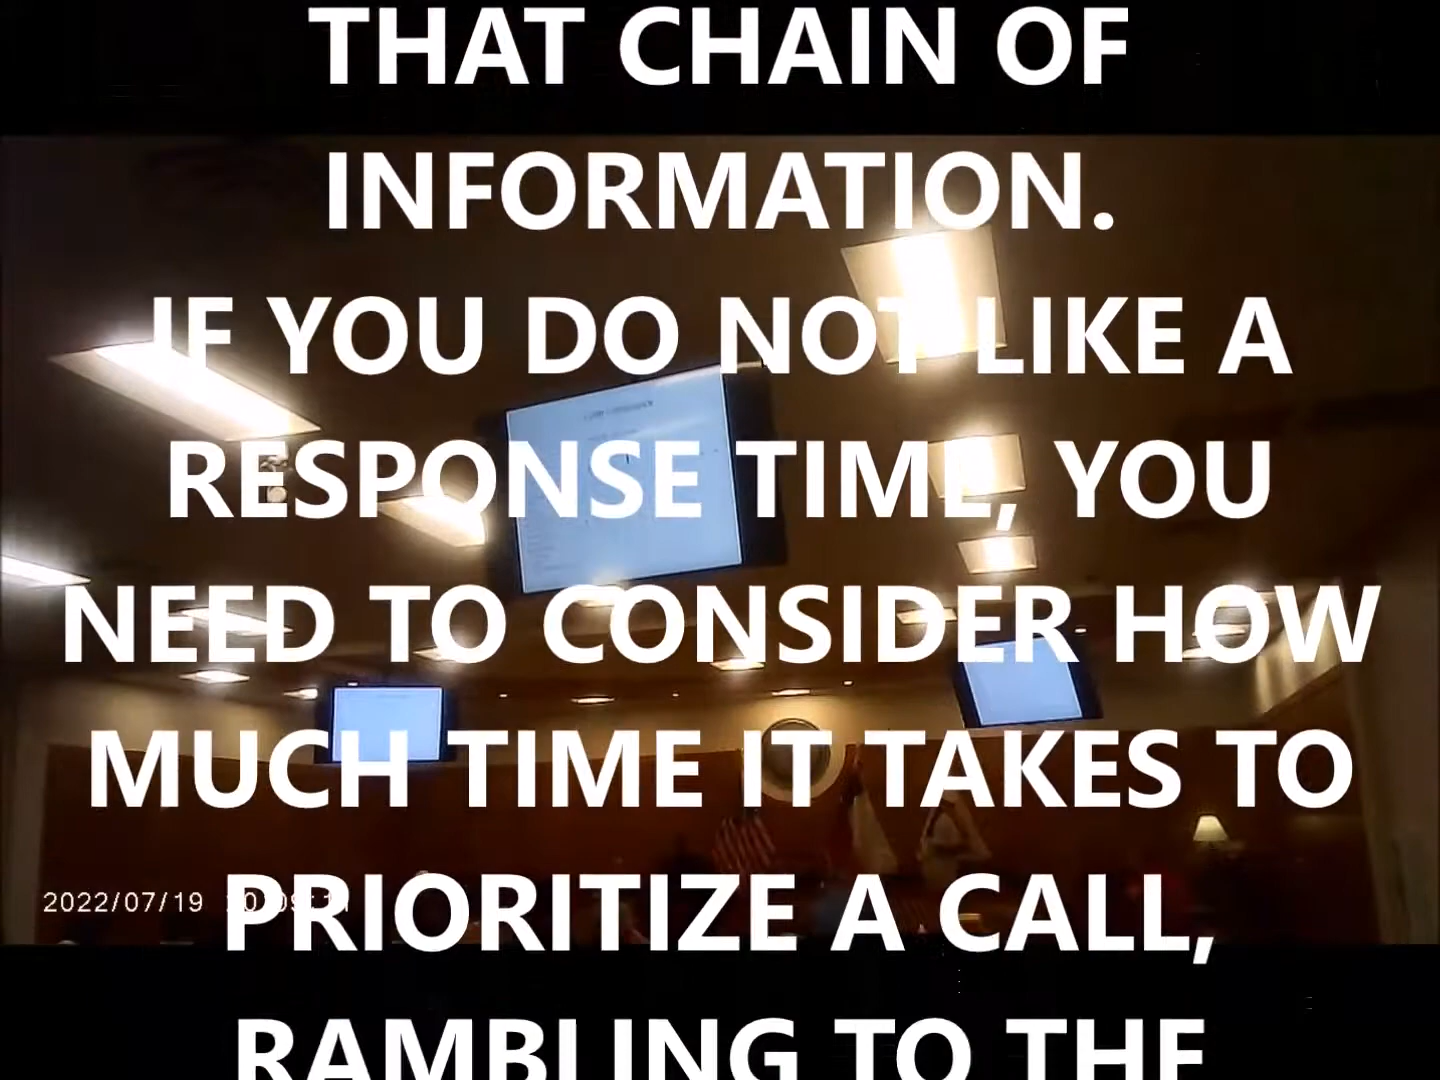 THAT CHAIN OF
INFORMATION.
IF YOU DO NOT LIKE A
RESPONSE TIME, YOU
NEED TO CONSIDER HOW
MUCH TIME IT TAKES TO
PRIORITIZE A CALL,
2022/07/19
RAMBLING TO THE